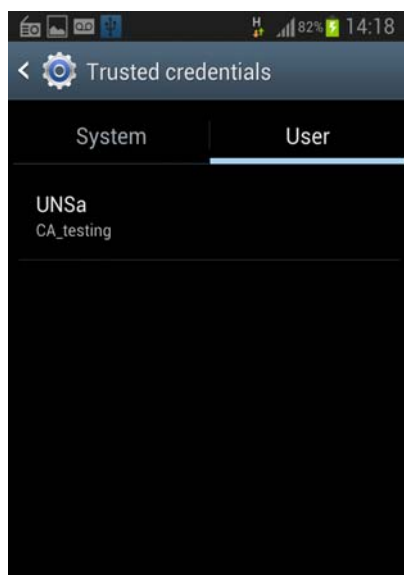 H 82% 14:18
< Trusted credentials
System User
UNSa
CA_testing